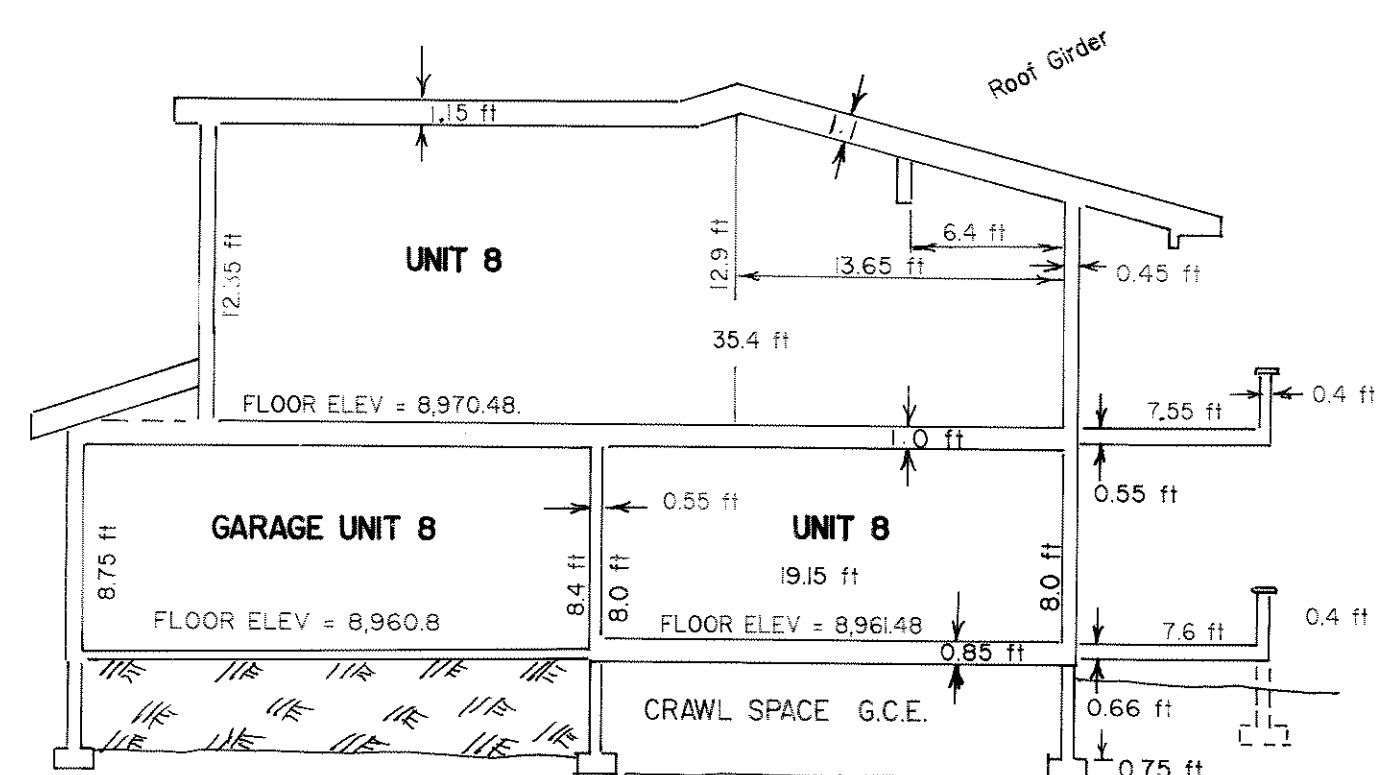 Roof Girder
1.15 ft
1.1
6.4 ft
UNIT 8
12.35 ft
12.9 ft
13.65 ft
0.45 ft
35.4 ft
FLOOR ELEV = 8,970.48.
7.55 ft
0.4 ft
1.0 ft
0.55 ft
0.55 ft
GARAGE UNIT 8
UNIT 8
8.75 ft
8.4 ft
8.0 ft
19.15 ft
8.0 ft
FLOOR ELEV = 8,960.8
FLOOR ELEV = 8,961.48
7.6 ft
0.4 ft
0.85 ft
CRAWL SPACE G.C.E.
0.66 ft
0.75 ft